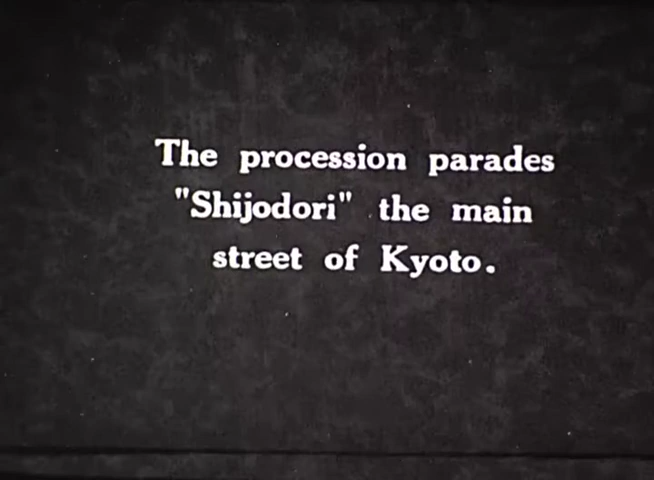 The procession parades
"Shijodori" the main
street of Kyoto.